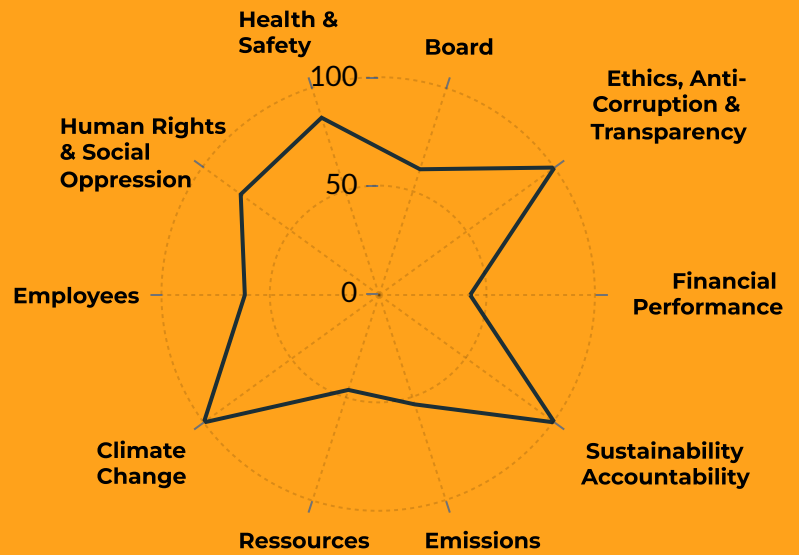 Health &
Safety
Board
100
Ethics, Anti-
Corruption &
Transparency
Human Rights
& Social
Oppression
50
Financial
Performance
0
Employees
Climate
Change
Sustainability
Accountability
Ressources
Emissions